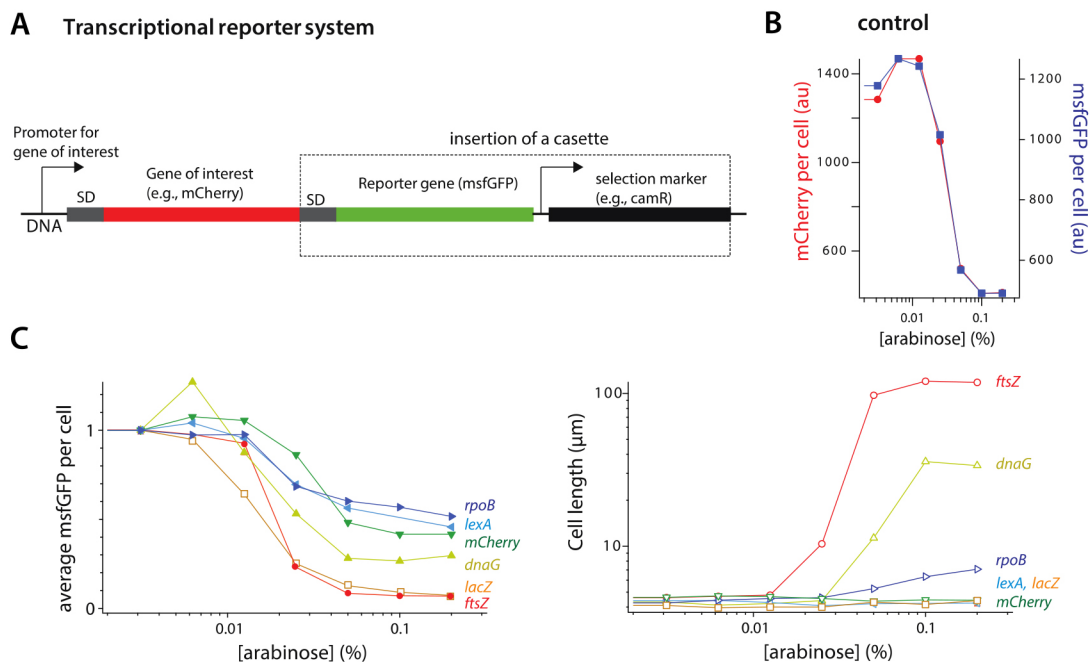 A Transcriptional reporter system
Promoter for
gene of interest
SD
DNA
Gene of interest
(e.g., mCherry)
insertion of a casette
SD
Reporter gene (msfGFP)
selection marker
(e.g., camR)
B control
mCherry per cell (au)
1400
1000
600
msfGFP per cell
(au)
1200
1000
800
600
0.01 0.1
[arabinose] (%)
C
average msfGFP per cell
1
0
0.01 0.1
[arabinose] (%)
rpoB
lexA
mCherry
dnaG
lacZ
ftsZ
Cell length (μm)
100
10
0.01 0.1
[arabinose] (%)
ftsZ
dnaG
rpoB
lexA, lacZ
mCherry